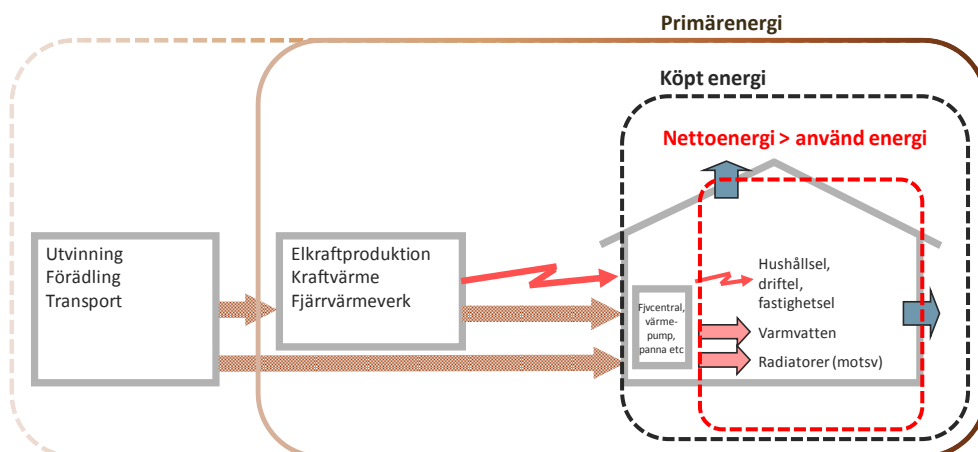 Primärenergi
Köpt energi
Nettoenergi > använd energi
Utvinning
Förädling
Transport
Elkraftproduktion
Kraftvärme
Fjärrvärmeverk
Fjvcentral,
värme-
pump,
panna etc
Hushållsel,
driftel,
fastighetsel
Varmvatten
Radiatorer (motsv)